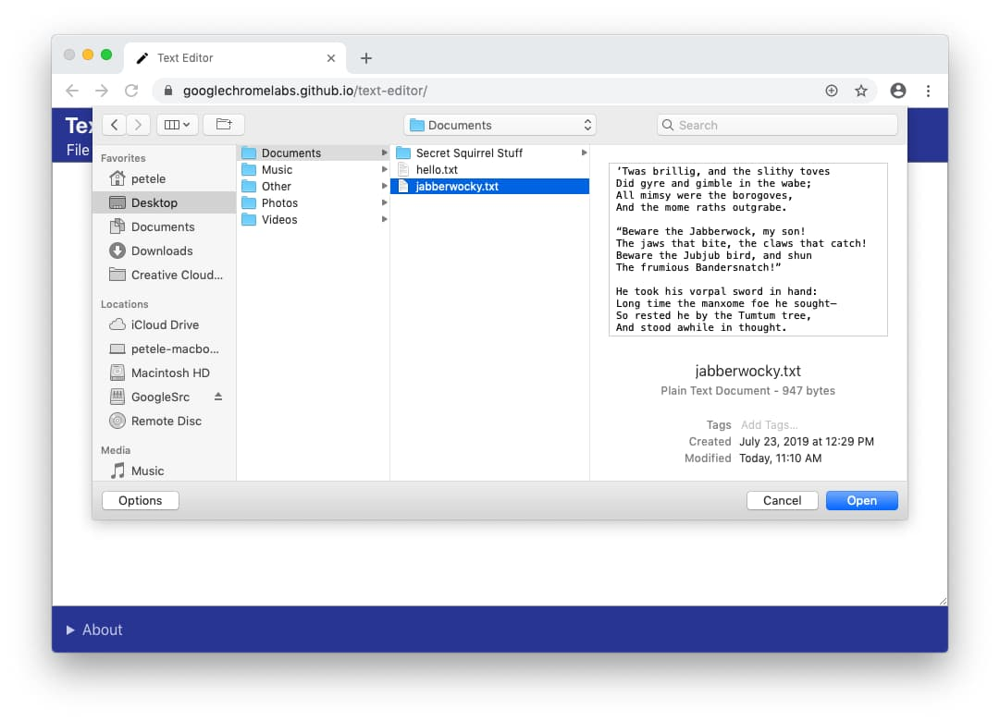 Text Editor
googlechromelabs.github.io/text-editor/
Tex
File
Documents
Search
Favorites
petele
Desktop
Documents
Downloads
Creative Cloud...
Locations
iCloud Drive
petele-macbo...
Macintosh HD
GoogleSrc
Remote Disc
Media
Music
Documents
Music
Other
Photos
Videos
Secret Squirrel Stuff
hello.txt
jabberwocky.txt
’Twas brillig, and the slithy toves
Did gyre and gimble in the wabe;
All mimsy were the borogoves,
And the mome raths outgrabe.
“Beware the Jabberwock, my son!
The jaws that bite, the claws that catch!
Beware the Jubjub bird, and shun
The frumious Bandersnatch!”
He took his vorpal sword in hand:
Long time the manxome foe he sought—
So rested he by the Tumtum tree,
And stood awhile in thought.
jabberwocky.txt
Plain Text Document - 947 bytes
Tags Add Tags...
Created July 23, 2019 at 12:29 PM
Modified Today, 11:10 AM
Options
Cancel
Open
About